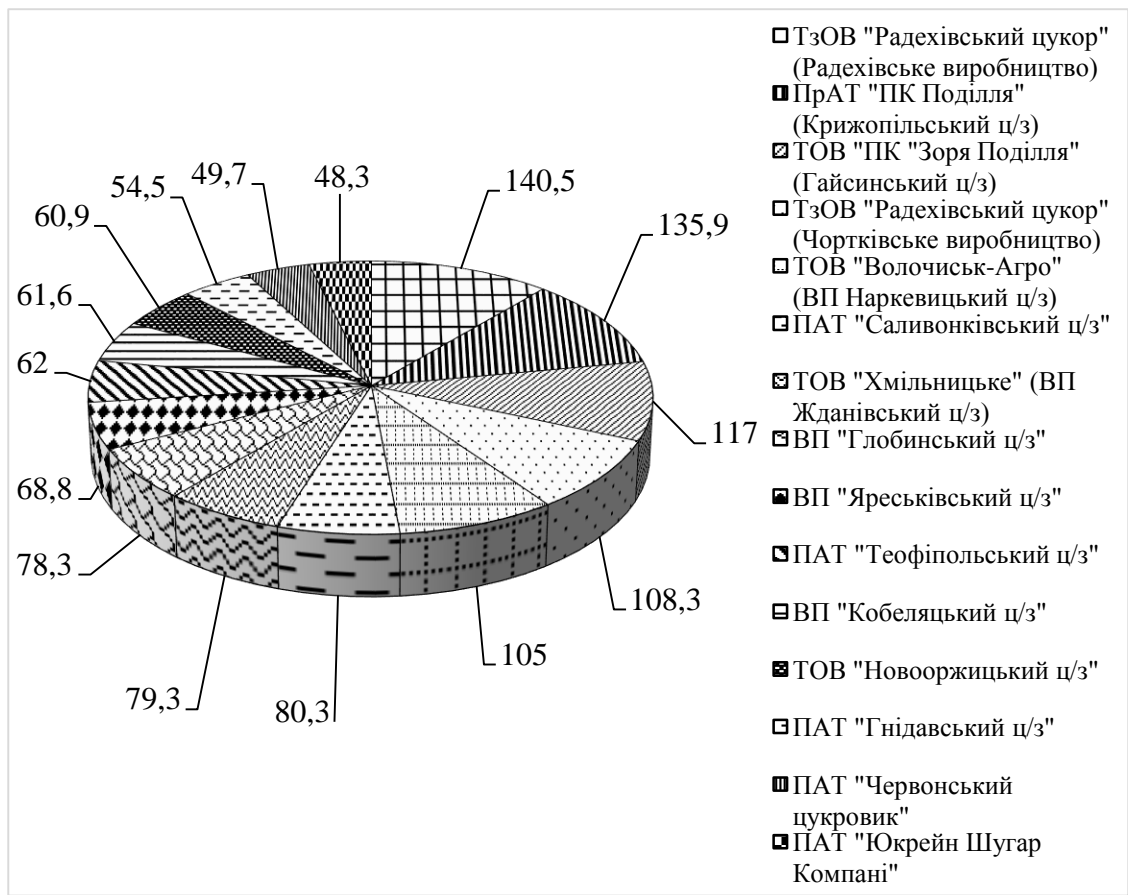 140,5
135,9
117
108,3
105
80,3
79,3
78,3
68,8
62
61,6
60,9
54,5
49,7
48,3
ТзОВ "Радехівський цукор"
(Радехівське виробництво)
ПрАТ "ПК Поділля"
(Крижопільський ц/з)
ТОВ "ПК "Зоря Поділля"
(Гайсинський ц/з)
ТзОВ "Радехівський цукор"
(Чортківське виробництво)
ТОВ "Волочиськ-Агро"
(ВП Наркевицький ц/з)
ПАТ "Саливонківський ц/з"
ТОВ "Хмільницьке" (ВП
Жданівський ц/з)
ВП "Глобинський ц/з"
ВП "Яреськівський ц/з"
ПАТ "Теофіпольський ц/з"
ВП "Кобеляцький ц/з"
ТОВ "Новооржицький ц/з"
ПАТ "Гнідавський ц/з"
ПАТ "Червонський
цукровик"
ПАТ "Юкрейн Шугар
Компані"